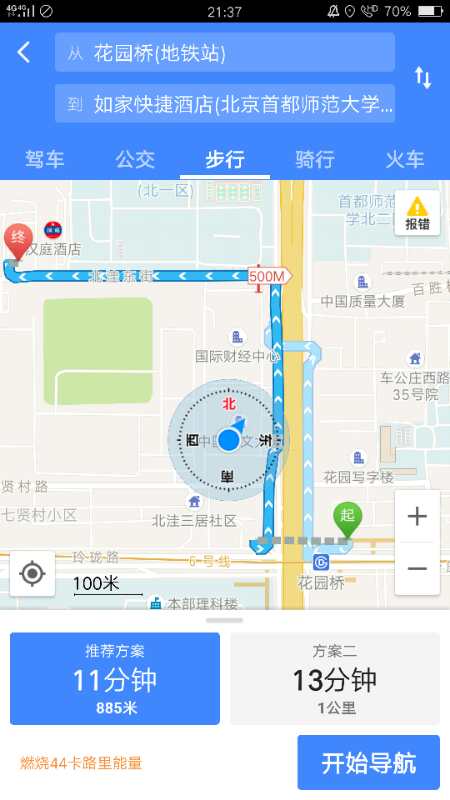 4G 4G 21:37 HD 70%
从 花园桥(地铁站)
到 如家快捷酒店(北京首都师范大学...
驾车 公交 步行 骑行 火车
(北一区)
首都师范
学北二
报错
终
汉庭酒店
北洼东街
500M
百胜
中国质量大厦
国际财经中心
车公庄西路
35号院
北
西
东
南
中国
文大
花园写字楼
贤村路
七贤村小区
北洼三居社区
起
+
玲珑路
6号线
花园桥
−
100米
本部理科楼
推荐方案 方案二
11分钟 13分钟
885米 1公里
燃烧44卡路里能量 开始导航